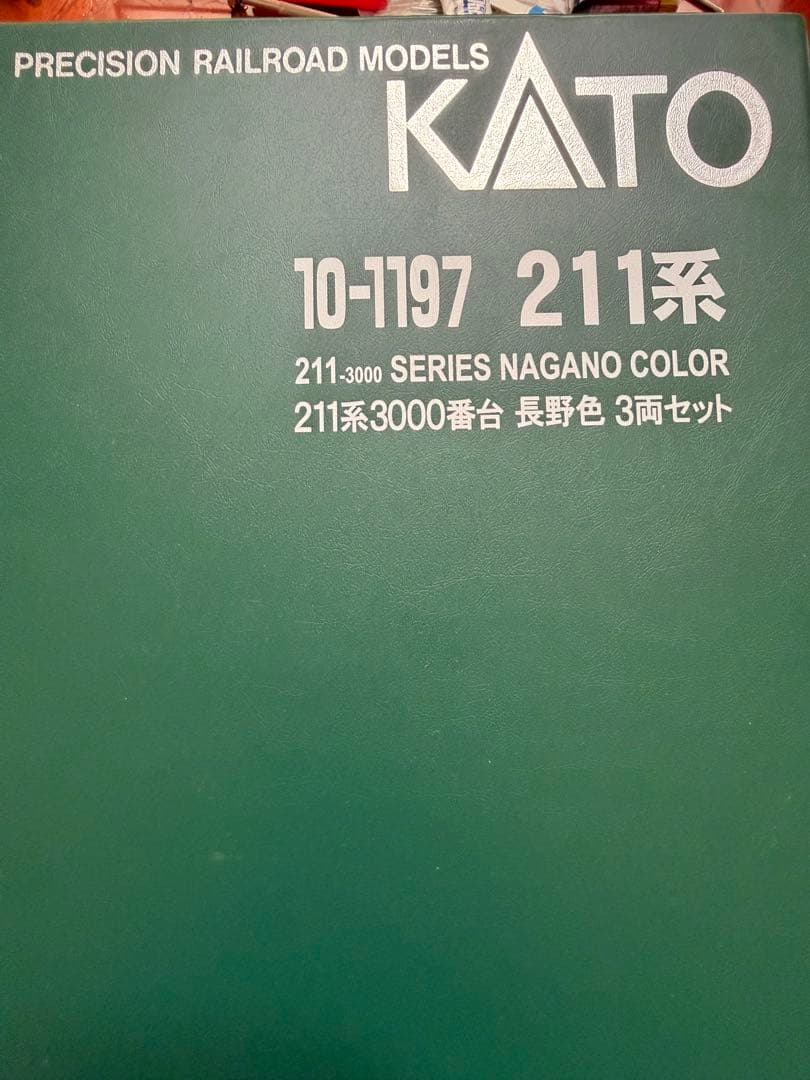 PRECISION RAILROAD MODELS
KATO
10-1197 211系
211-3000 SERIES NAGANO COLOR
211系3000番台 長野色 3両セット